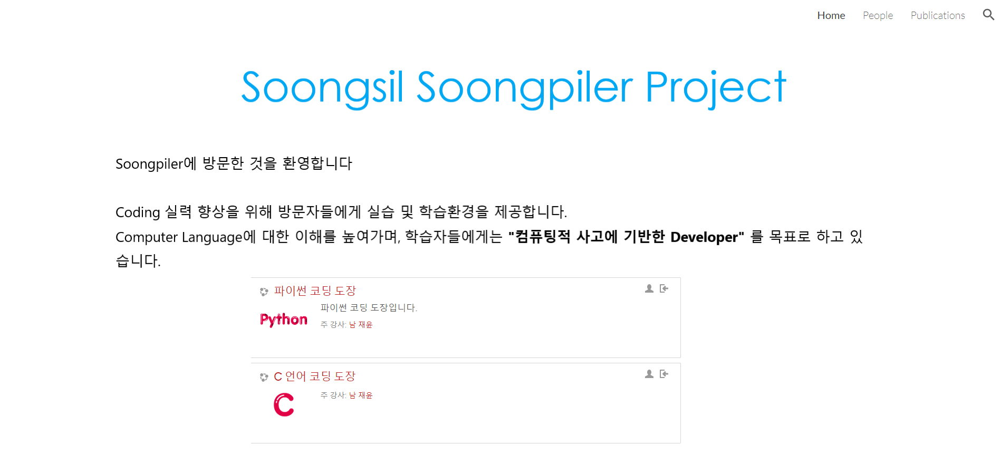 Home People Publications
Soongsil Soongpiler Project
Soongpiler에 방문한 것을 환영합니다
Coding 실력 향상을 위해 방문자들에게 실습 및 학습환경을 제공합니다.
Computer Language에 대한 이해를 높여가며, 학습자들에게는 "컴퓨팅적 사고에 기반한 Developer" 를 목표로 하고 있
습니다.
파이썬 코딩 도장
파이썬 코딩 도장입니다.
Python
주 강사: 남 재윤
C 언어 코딩 도장
주 강사: 남 재윤
C